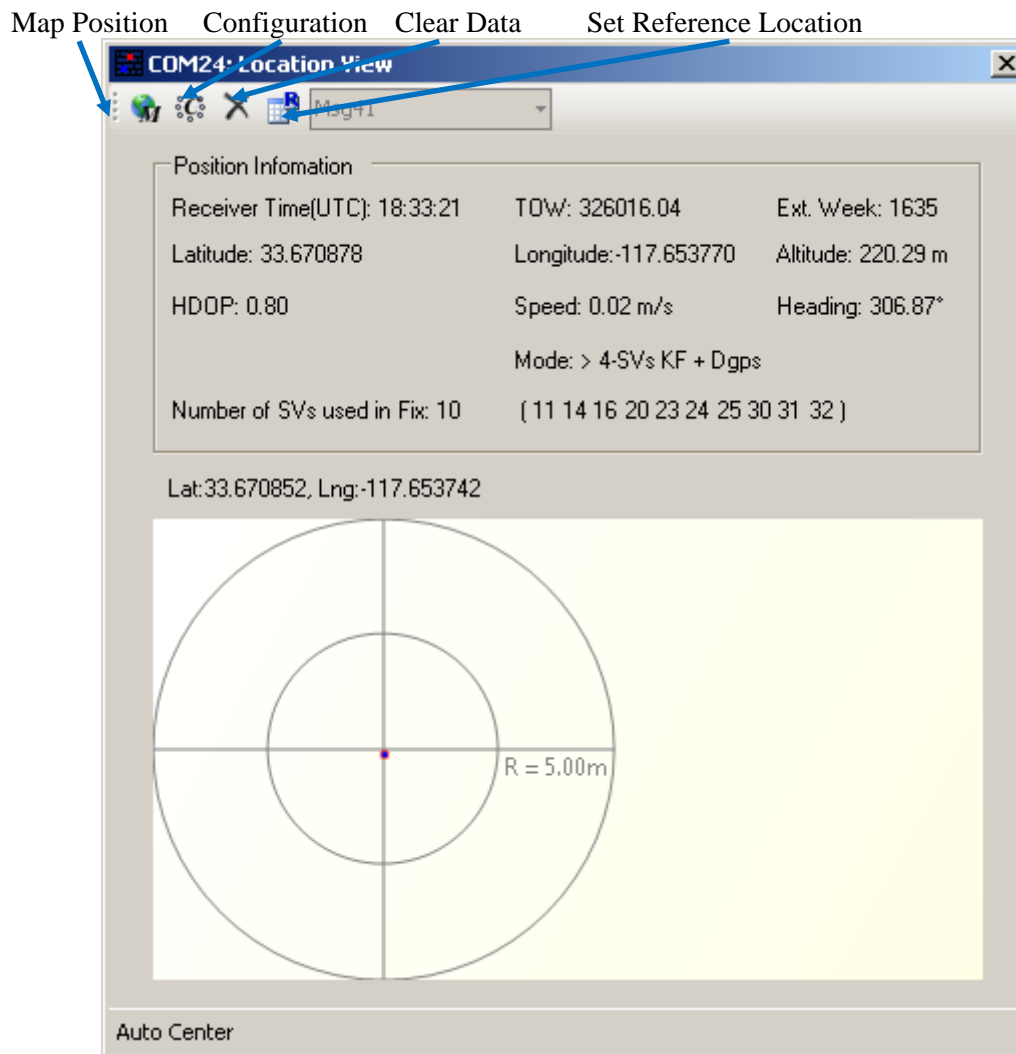 Map Position Configuration Clear Data Set Reference Location
COM24: Location View
Msg41
Position Infomation
Receiver Time(UTC): 18:33:21 TOW: 326016.04 Ext. Week: 1635
Latitude: 33.670878 Longitude:-117.653770 Altitude: 220.29 m
HDOP: 0.80 Speed: 0.02 m/s Heading: 306.87°
Mode: > 4-SVs KF + Dgps
Number of SVs used in Fix: 10 ( 11 14 16 20 23 24 25 30 31 32 )
Lat:33.670852, Lng:-117.653742
R = 5.00m
Auto Center